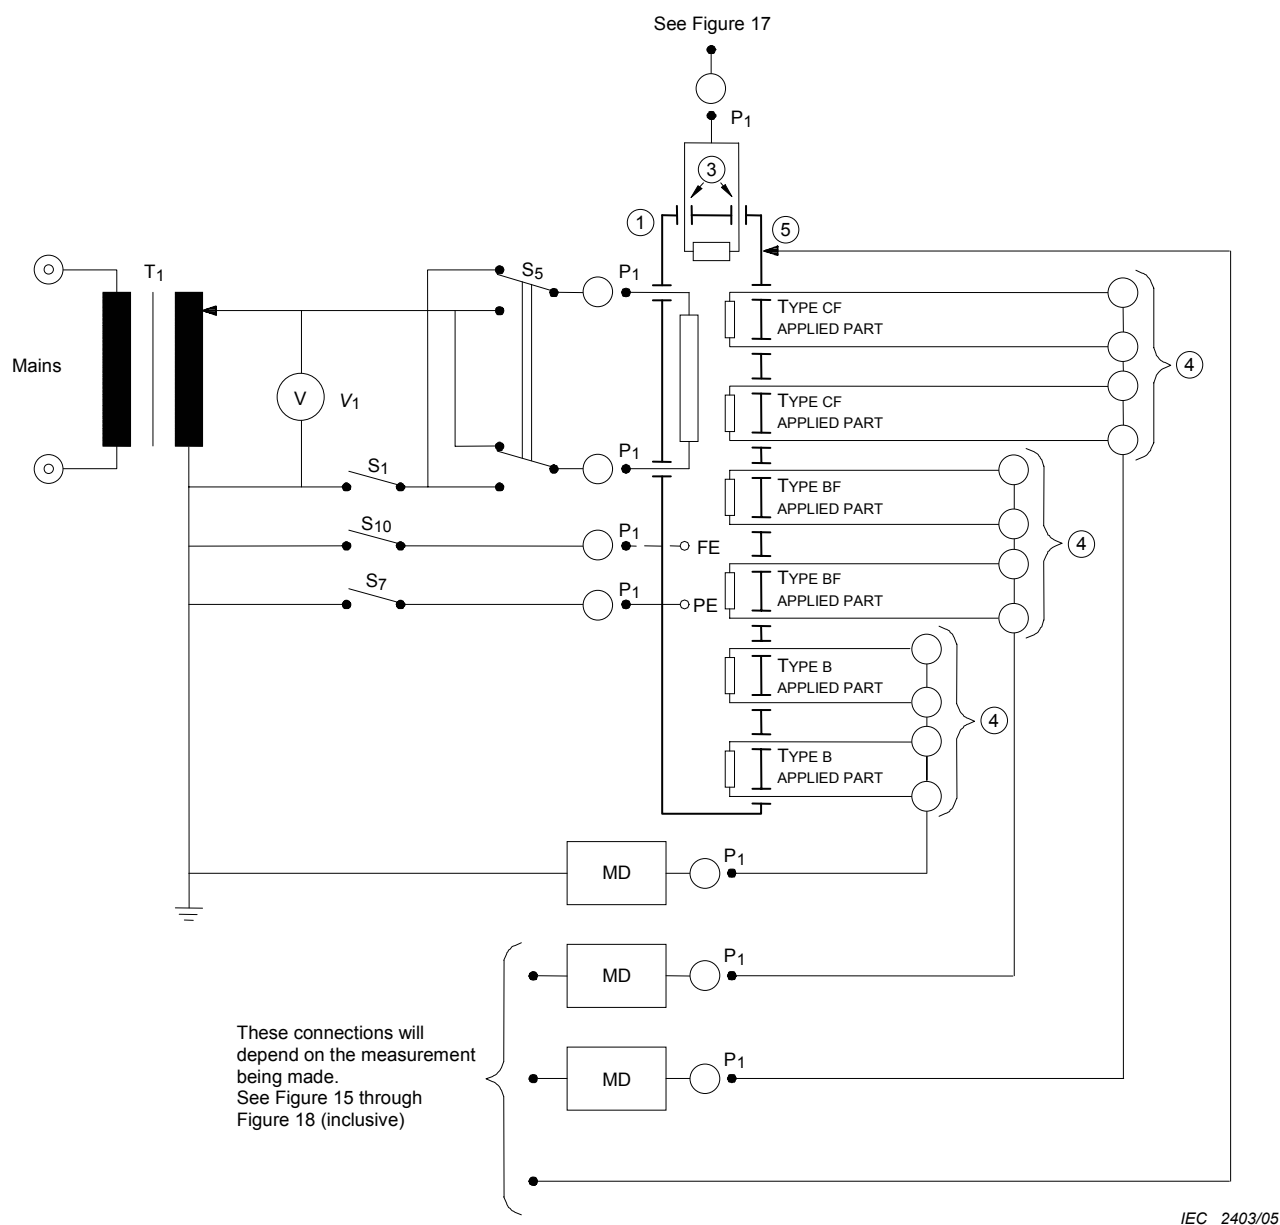 See Figure 17
P1
3
1
5
T1
S5
P1
TYPE CF
APPLIED PART
4
Mains
V
V1
TYPE CF
APPLIED PART
P1
S1
TYPE BF
APPLIED PART
S10
P1
FE
4
TYPE BF
APPLIED PART
S7
P1
PE
TYPE B
APPLIED PART
4
TYPE B
APPLIED PART
MD
P1
MD
P1
These connections will
depend on the measurement
being made.
See Figure 15 through
Figure 18 (inclusive)
MD
P1
IEC 2403/05